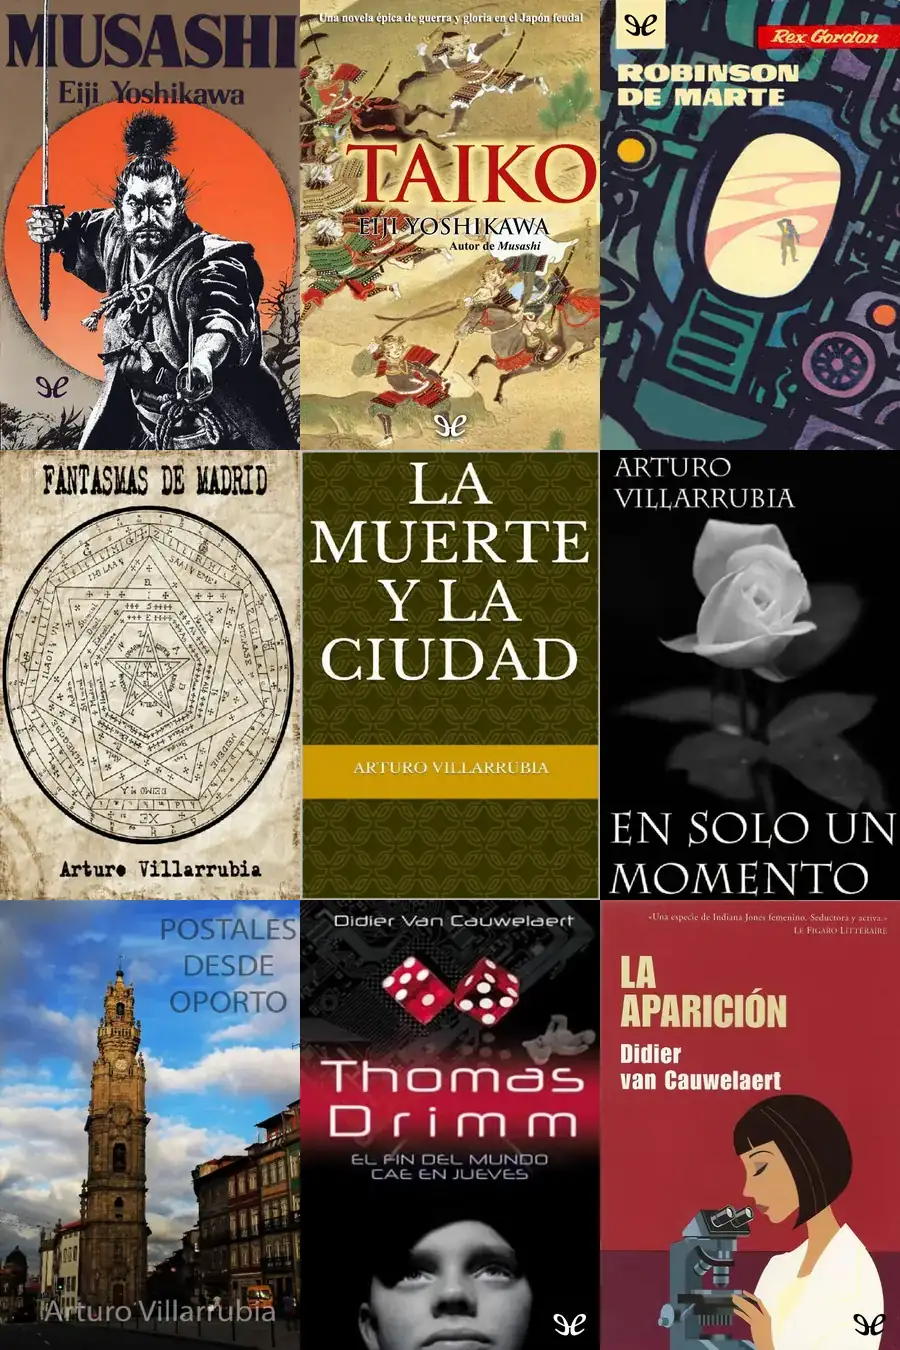 MUSASHI
Eiji Yoshikawa
Una novela épica de guerra y gloria en el Japón feudal
TAIKO
EIJI YOSHIKAWA
Autor de Musashi
Rex Gordon
ROBINSON
DE MARTE
FANTASMAS DE MADRID
Arturo Villarrubia
LA
MUERTE
Y LA
CIUDAD
ARTURO VILLARRUBIA
ARTURO
VILLARRUBIA
EN SOLO UN
MOMENTO
POSTALES
DESDE
OPORTO
Arturo Villarrubia
Didier Van Cauwelaert
Thomas
Drimm
EL FIN DEL MUNDO
CAE EN JUEVES
«Una especie de Indiana Jones femenino. Seductora y activa.»
LE FIGARO LITTÉRAIRE
LA
APARICIÓN
Didier
van Cauwelaert